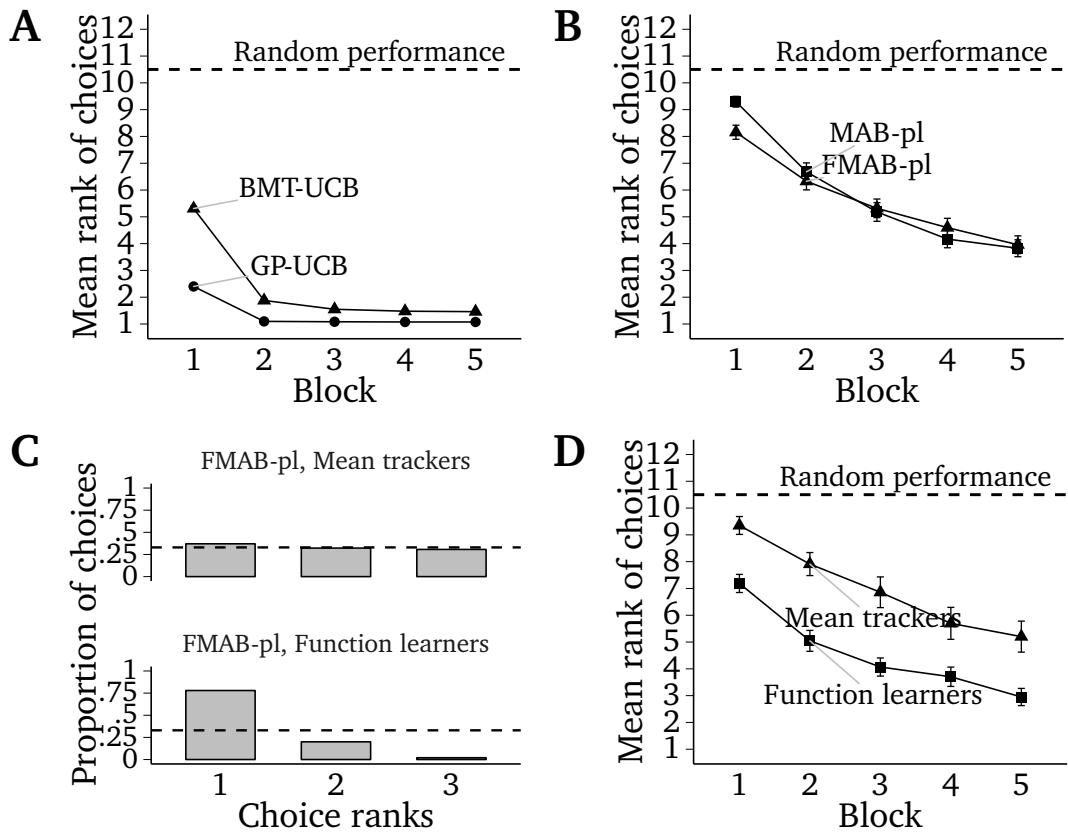 A
Mean rank of choices
12
11
10
9
8
7
6
5
4
3
2
1
Random performance
BMT-UCB
GP-UCB
1 2 3 4 5
Block
B
Mean rank of choices
12
11
10
9
8
7
6
5
4
3
2
1
Random performance
MAB-pl
FMAB-pl
1 2 3 4 5
Block
C
Proportion of choices
FMAB-pl, Mean trackers
1
.75
.5
.25
0
FMAB-pl, Function learners
1
.75
.5
.25
0
1 2 3
Choice ranks
D
Mean rank of choices
12
11
10
9
8
7
6
5
4
3
2
1
Random performance
Mean trackers
Function learners
1 2 3 4 5
Block